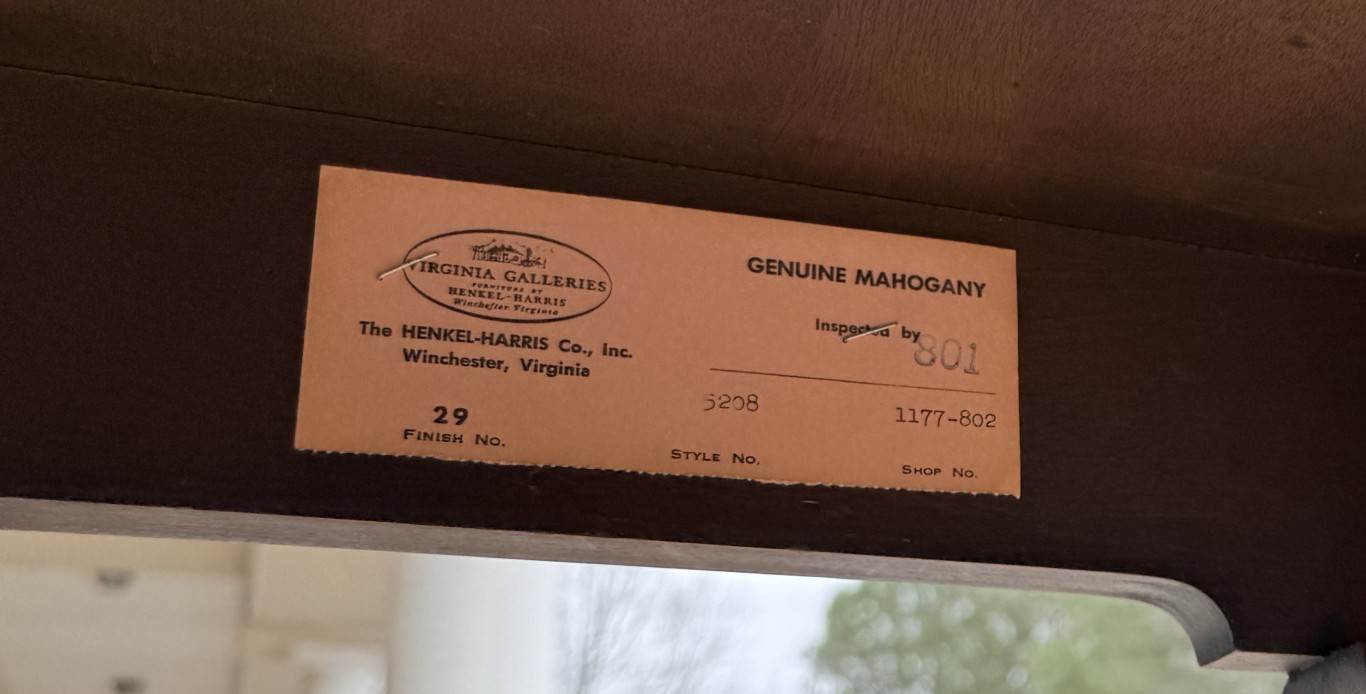 VIRGINIA GALLERIES
FURNITURE BY
HENKEL-HARRIS
Winchester Virginia
The HENKEL-HARRIS Co., Inc.
Winchester, Virginia
29
FINISH NO.
GENUINE MAHOGANY
Inspected by
801
5208
STYLE NO.
1177-802
SHOP NO.